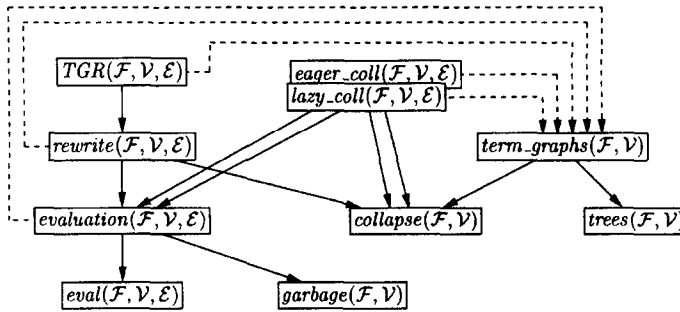 TGR(ℱ, 𝒱, ℰ)
eager_coll(ℱ, 𝒱, ℰ)
lazy_coll(ℱ, 𝒱, ℰ)
rewrite(ℱ, 𝒱, ℰ)
term_graphs(ℱ, 𝒱)
evaluation(ℱ, 𝒱, ℰ)
collapse(ℱ, 𝒱)
trees(ℱ, 𝒱)
eval(ℱ, 𝒱, ℰ)
garbage(ℱ, 𝒱)